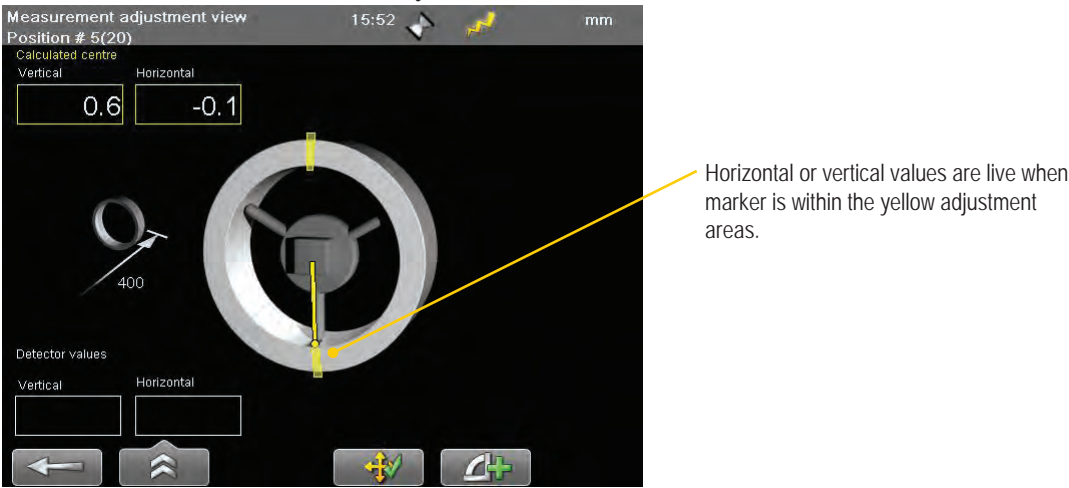 Measurement adjustment view 15:52 mm
Position # 5(20)
Calculated centre
Vertical Horizontal
0.6 -0.1
Horizontal or vertical values are live when
marker is within the yellow adjustment
areas.
400
Detector values
Vertical Horizontal